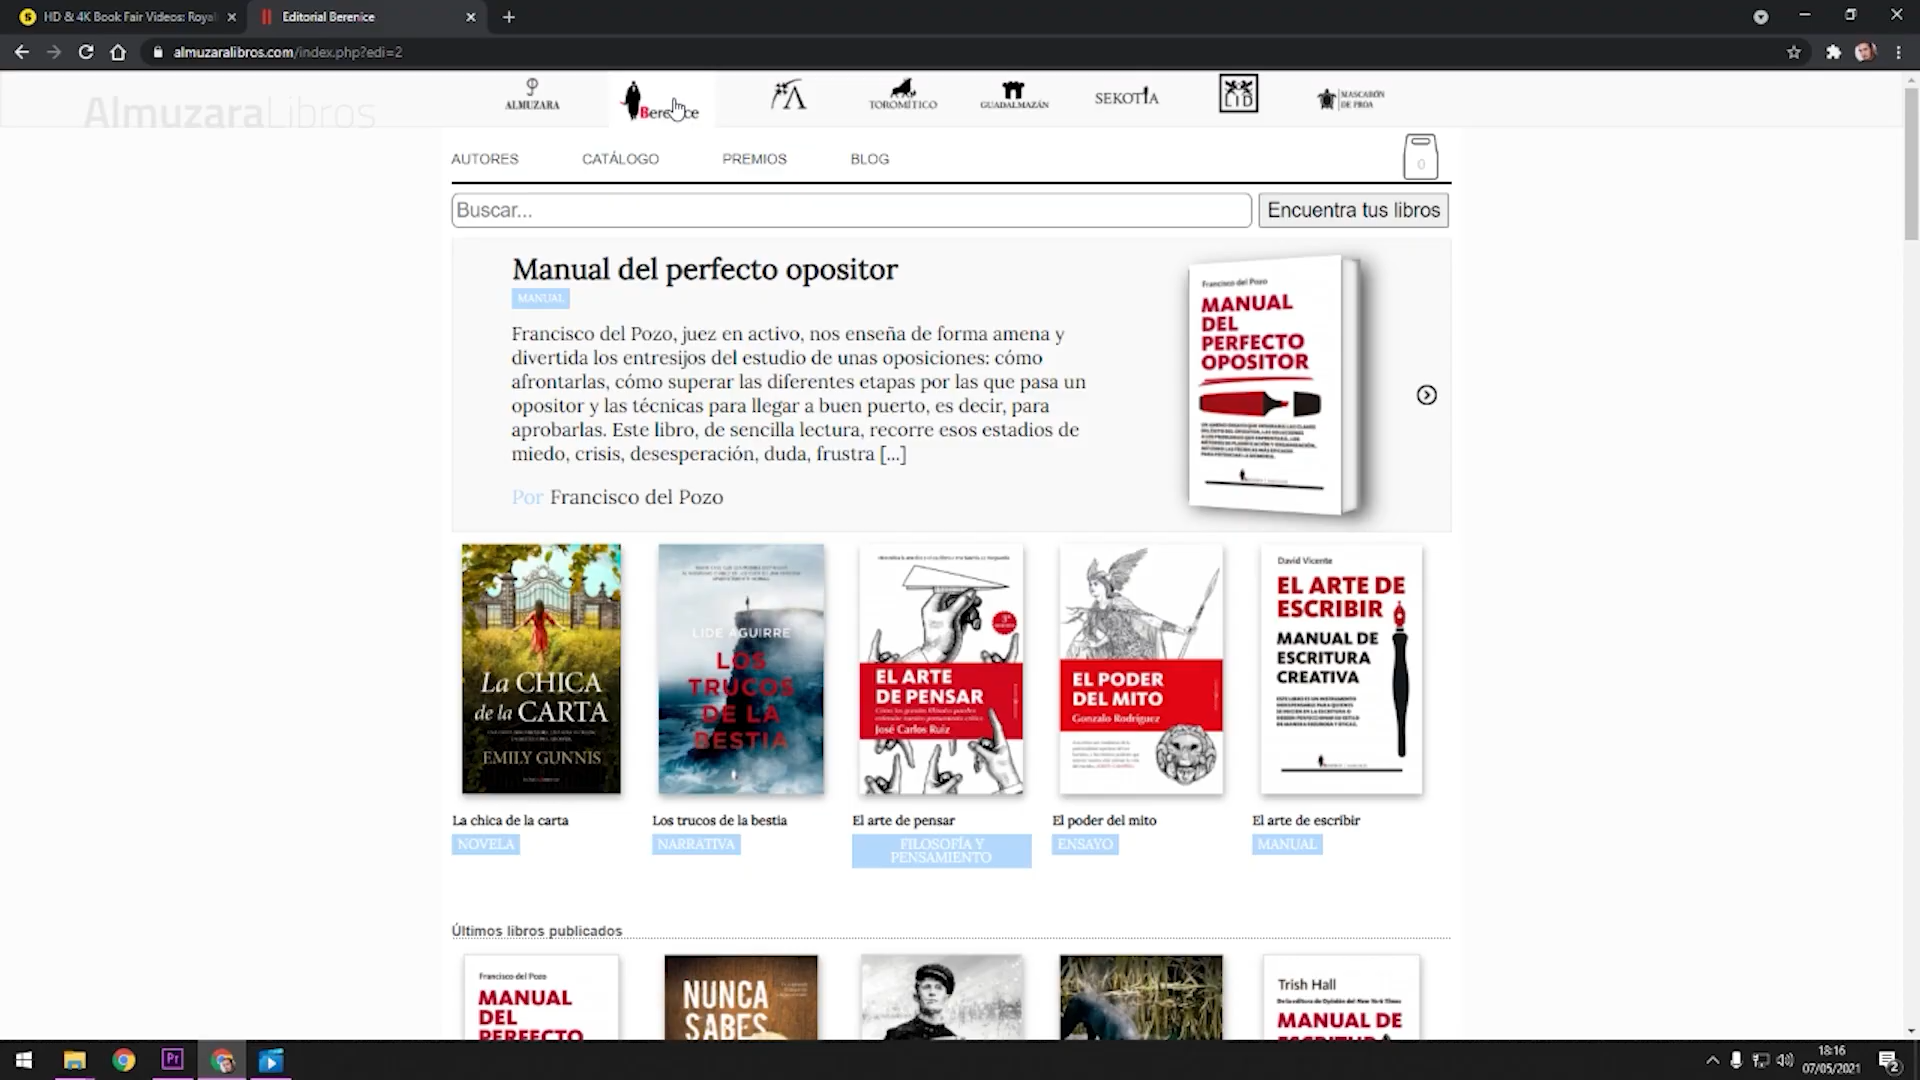 HD & 4K Book Fair Videos: Royal
Editorial Berenice
almuzaralibros.com/index.php?edi=2
AlmuzaraLibros
ALMUZARA
Berenice
TOROMÍTICO
GUADALMAZÁN
SEKOTIA
LID
MASCARÓN
DE PROA
AUTORES
CATÁLOGO
PREMIOS
BLOG
0
Buscar...
Encuentra tus libros
Manual del perfecto opositor
MANUAL
Francisco del Pozo, juez en activo, nos enseña de forma amena y
divertida los entresijos del estudio de unas oposiciones: cómo
afrontarlas, cómo superar las diferentes etapas por las que pasa un
opositor y las técnicas para llegar a buen puerto, es decir, para
aprobarlas. Este libro, de sencilla lectura, recorre esos estadios de
miedo, crisis, desesperación, duda, frustra [...]
Por Francisco del Pozo
Francisco del Pozo
MANUAL
DEL
PERFECTO
OPOSITOR
La CHICA
de la CARTA
EMILY GUNNIS
LIDE AGUIRRE
LOS
TRUCOS
DE LA
BESTIA
3ª
EL ARTE
DE PENSAR
José Carlos Ruiz
EL PODER
DEL MITO
Gonzalo Rodríguez
David Vicente
EL ARTE DE
ESCRIBIR
MANUAL DE
ESCRITURA
CREATIVA
La chica de la carta
NOVELA
Los trucos de la bestia
NARRATIVA
El arte de pensar
FILOSOFÍA Y
PENSAMIENTO
El poder del mito
ENSAYO
El arte de escribir
MANUAL
Últimos libros publicados
Francisco del Pozo
MANUAL
DEL
PERFECTO
NUNCA
SABES
Trish Hall
MANUAL DE
ESCRITURA
Pr
18:16
07/05/2021
2